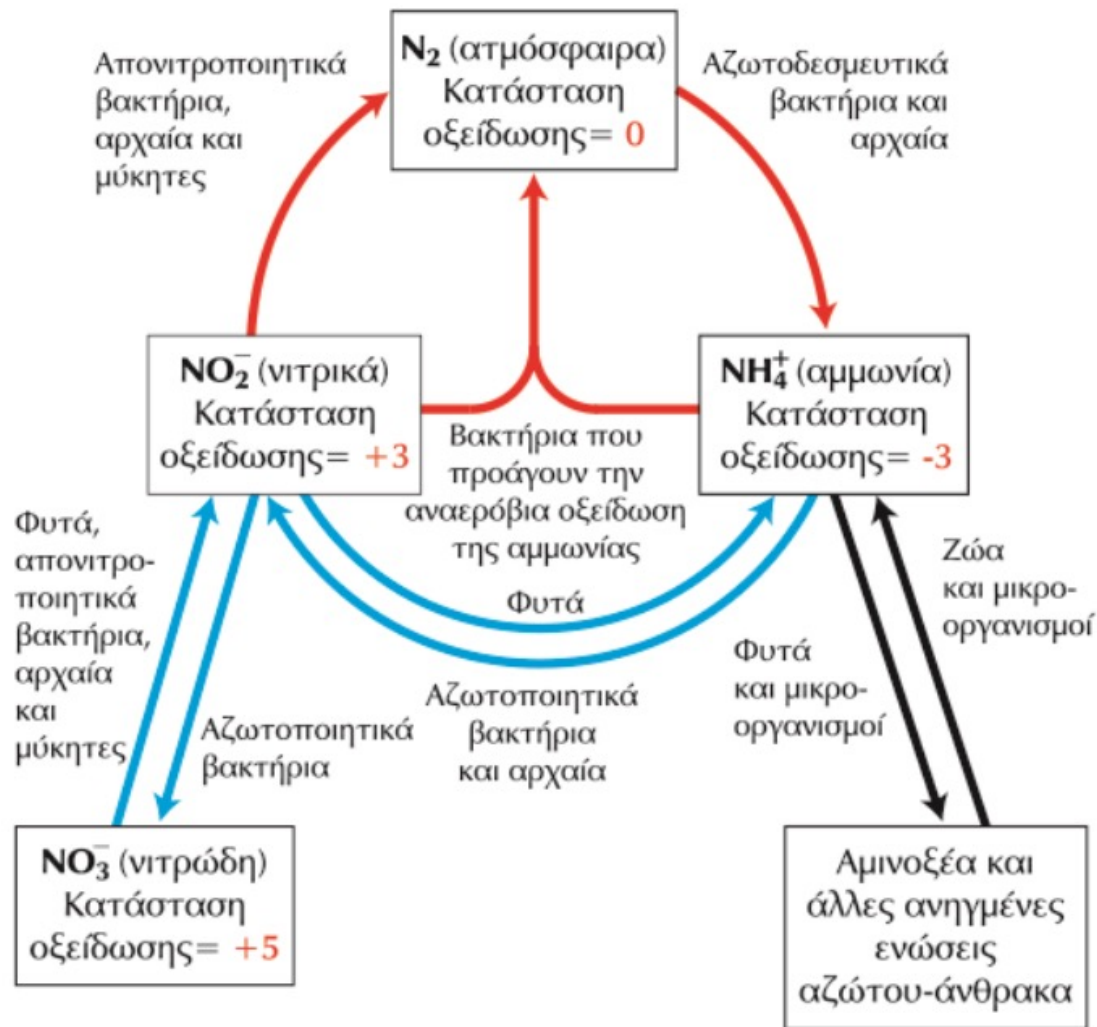 Απονιτροποιητικά
βακτήρια,
αρχαία και
μύκητες
N₂ (ατμόσφαιρα)
Κατάσταση
οξείδωσης= 0
Αζωτοδεσμευτικά
βακτήρια και
αρχαία
NO₂⁻ (νιτρικά)
Κατάσταση
οξείδωσης= +3
NH₄⁺ (αμμωνία)
Κατάσταση
οξείδωσης= -3
Βακτήρια που
προάγουν την
αναερόβια οξείδωση
της αμμωνίας
Φυτά,
απονιτρο-
ποιητικά
βακτήρια,
αρχαία
και
μύκητες
Αζωτοποιητικά
βακτήρια
Φυτά
Αζωτοποιητικά
βακτήρια
και αρχαία
Φυτά
και μικρο-
οργανισμοί
Ζώα
και μικρο-
οργανισμοί
NO₃⁻ (νιτρώδη)
Κατάσταση
οξείδωσης= +5
Αμινοξέα και
άλλες ανηγμένες
ενώσεις
αζώτου-άνθρακα